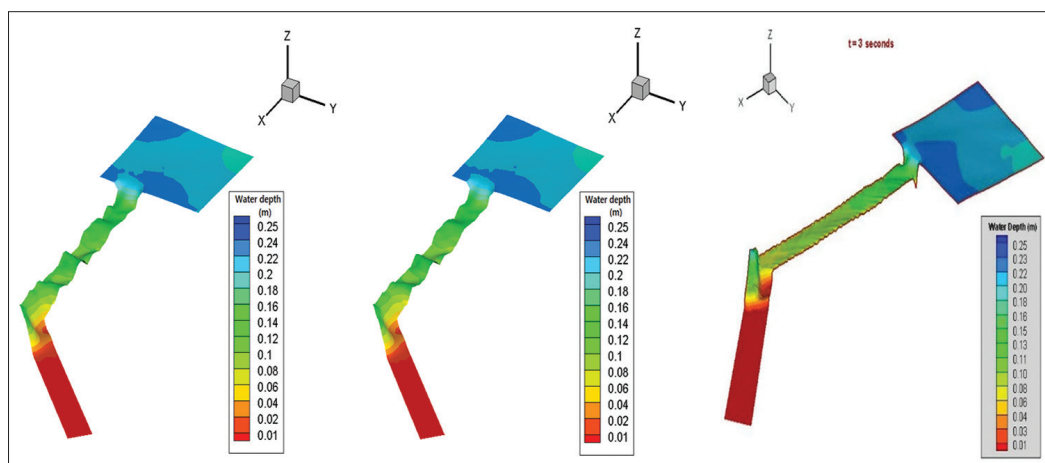 Z
Y
X
Water depth
(m)
0.25
0.24
0.22
0.2
0.18
0.16
0.14
0.12
0.1
0.08
0.06
0.04
0.02
0.01
Z
Y
X
Water depth
(m)
0.25
0.24
0.22
0.2
0.18
0.16
0.14
0.12
0.1
0.08
0.06
0.04
0.02
0.01
t = 3 seconds
Z
X
Y
Water Depth (m)
0.25
0.23
0.22
0.20
0.18
0.16
0.15
0.13
0.11
0.10
0.08
0.06
0.04
0.03
0.01